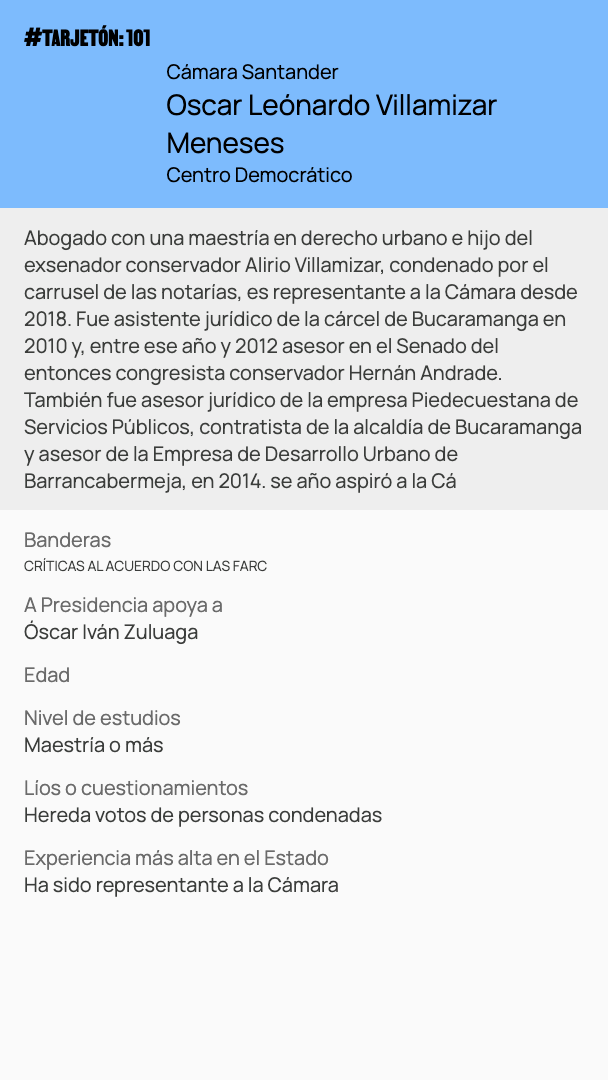 #TARJETÓN: 101
Cámara Santander
Oscar Leónardo Villamizar
Meneses
Centro Democrático
Abogado con una maestría en derecho urbano e hijo del
exsenador conservador Alirio Villamizar, condenado por el
carrusel de las notarías, es representante a la Cámara desde
2018. Fue asistente jurídico de la cárcel de Bucaramanga en
2010 y, entre ese año y 2012 asesor en el Senado del
entonces congresista conservador Hernán Andrade.
También fue asesor jurídico de la empresa Piedecuestana de
Servicios Públicos, contratista de la alcaldía de Bucaramanga
y asesor de la Empresa de Desarrollo Urbano de
Barrancabermeja, en 2014. se año aspiró a la Cá
Banderas
CRÍTICAS AL ACUERDO CON LAS FARC
A Presidencia apoya a
Óscar Iván Zuluaga
Edad
Nivel de estudios
Maestría o más
Líos o cuestionamientos
Hereda votos de personas condenadas
Experiencia más alta en el Estado
Ha sido representante a la Cámara